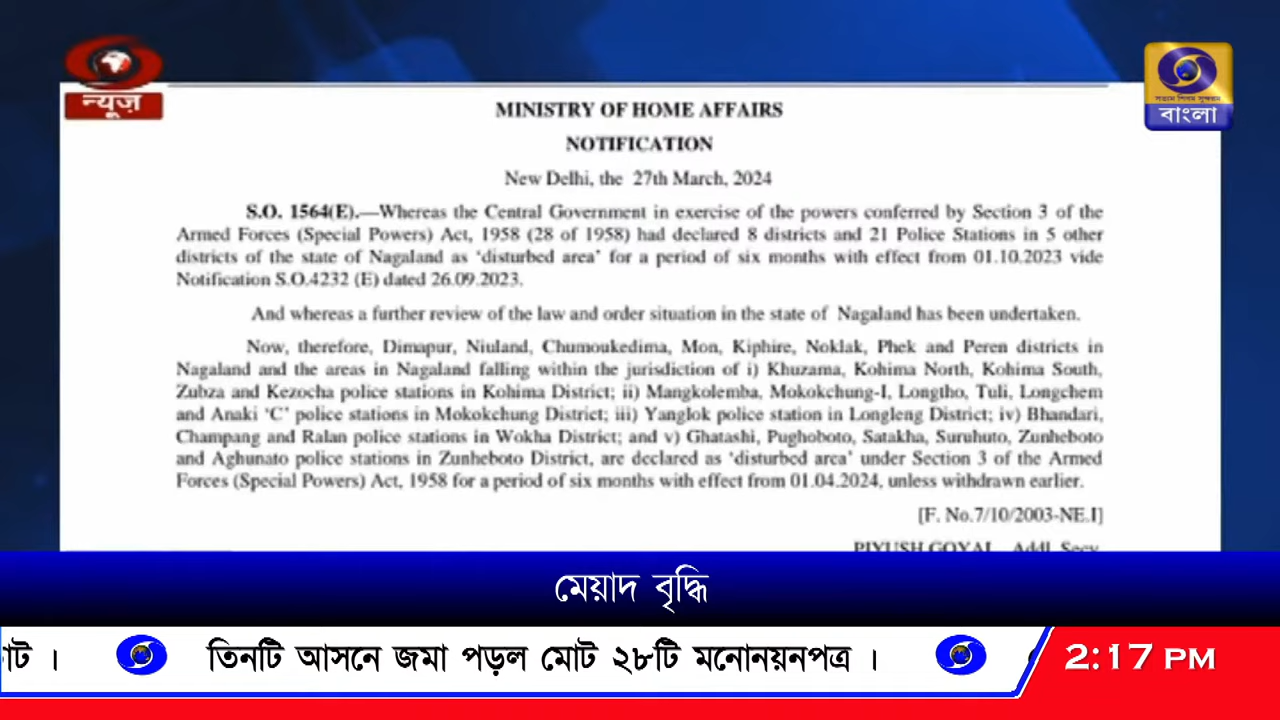 न्यूज़
সত্যম শিবম সুন্দরম
বাংলা
MINISTRY OF HOME AFFAIRS
NOTIFICATION
New Delhi, the 27th March, 2024
S.O. 1564(E).—Whereas the Central Government in exercise of the powers conferred by Section 3 of the
Armed Forces (Special Powers) Act, 1958 (28 of 1958) had declared 8 districts and 21 Police Stations in 5 other
districts of the state of Nagaland as ‘disturbed area’ for a period of six months with effect from 01.10.2023 vide
Notification S.O.4232 (E) dated 26.09.2023.
And whereas a further review of the law and order situation in the state of Nagaland has been undertaken.
Now, therefore, Dimapur, Niuland, Chumoukedima, Mon, Kiphire, Noklak, Phek and Peren districts in
Nagaland and the areas in Nagaland falling within the jurisdiction of i) Khuzama, Kohima North, Kohima South,
Zubza and Kezocha police stations in Kohima District; ii) Mangkolemba, Mokokchung-I, Longtho, Tuli, Longchem
and Anaki ‘C’ police stations in Mokokchung District; iii) Yanglok police station in Longleng District; iv) Bhandari,
Champang and Ralan police stations in Wokha District; and v) Ghatashi, Pughoboto, Satakha, Suruhuto, Zunheboto
and Aghunato police stations in Zunheboto District, are declared as ‘disturbed area’ under Section 3 of the Armed
Forces (Special Powers) Act, 1958 for a period of six months with effect from 01.04.2024, unless withdrawn earlier.
[F. No.7/10/2003-NE.I]
PIYUSH GOYAL, Addl. Secy.
মেয়াদ বৃদ্ধি
তিনটি আসনে জমা পড়ল মোট ২৮টি মনোনয়নপত্র ।
2:17 PM